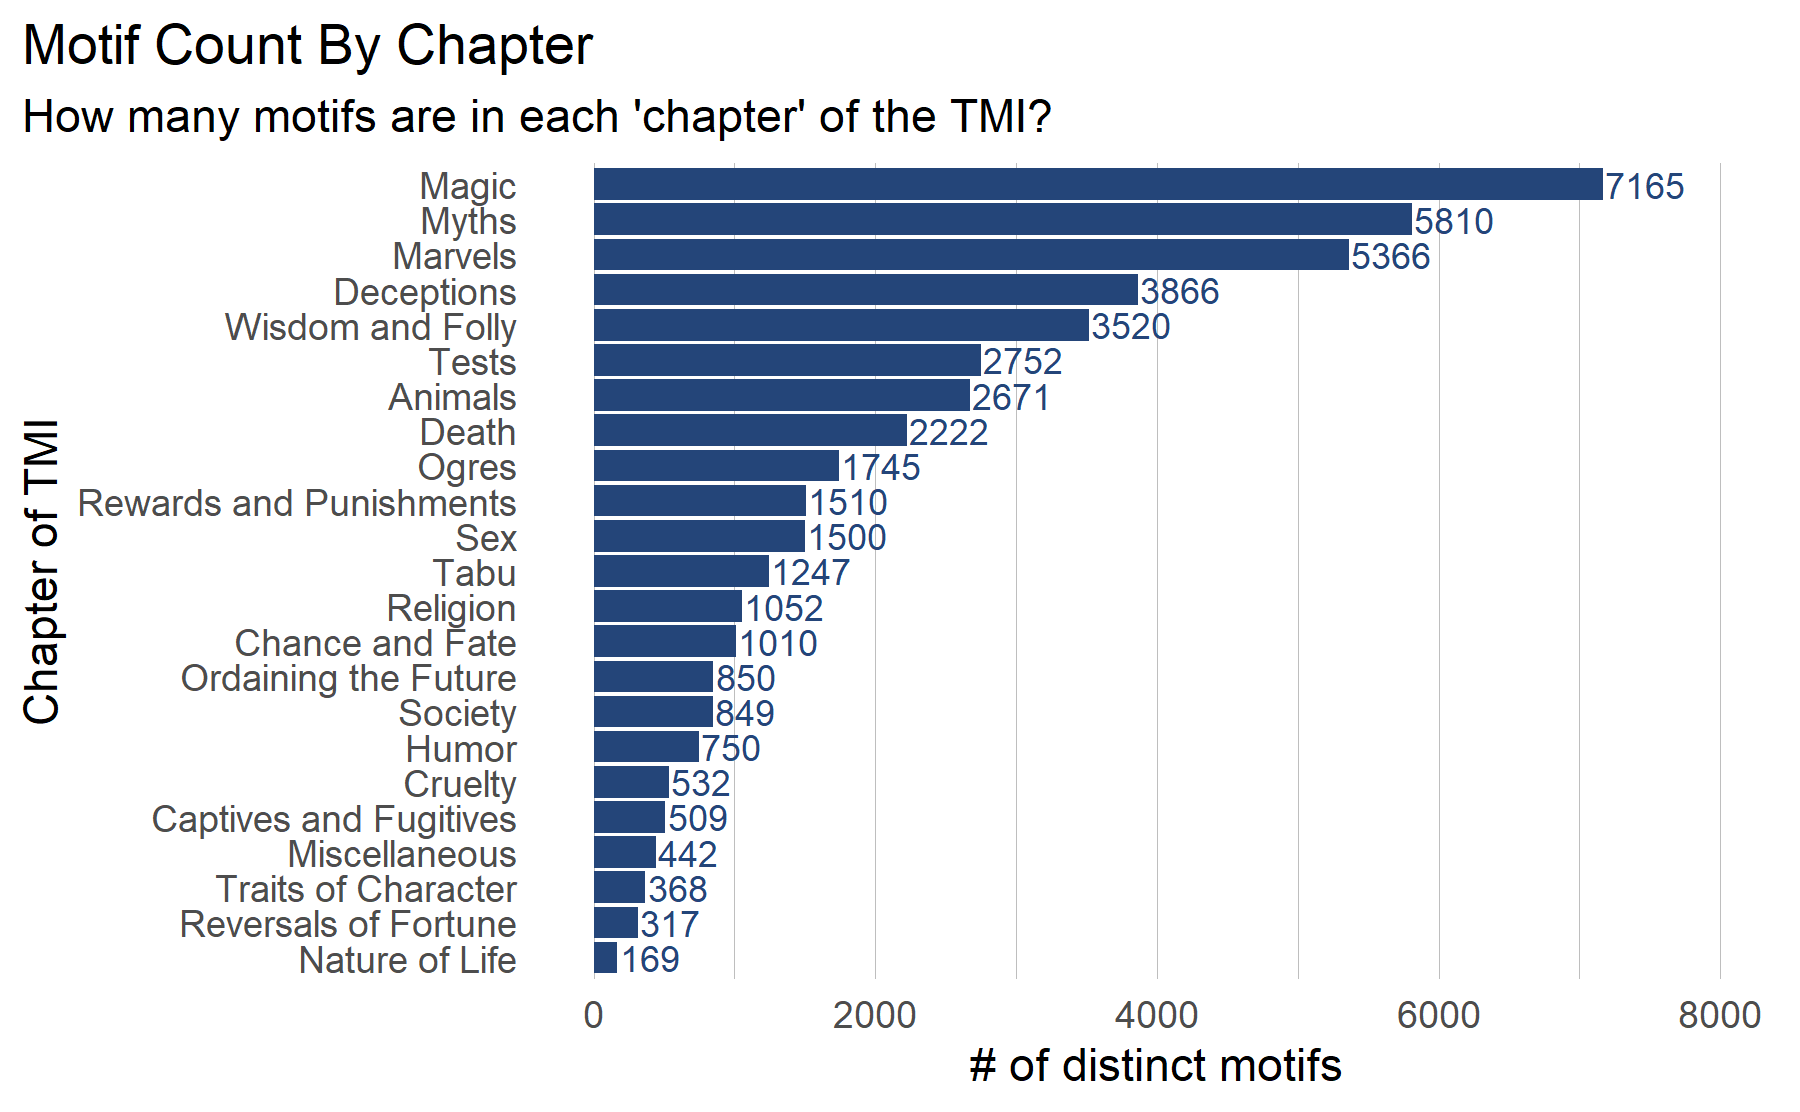 Motif Count By Chapter
How many motifs are in each 'chapter' of the TMI?
Chapter of TMI
Magic 7165
Myths 5810
Marvels 5366
Deceptions 3866
Wisdom and Folly 3520
Tests 2752
Animals 2671
Death 2222
Ogres 1745
Rewards and Punishments 1510
Sex 1500
Tabu 1247
Religion 1052
Chance and Fate 1010
Ordaining the Future 850
Society 849
Humor 750
Cruelty 532
Captives and Fugitives 509
Miscellaneous 442
Traits of Character 368
Reversals of Fortune 317
Nature of Life 169
0 2000 4000 6000 8000
# of distinct motifs